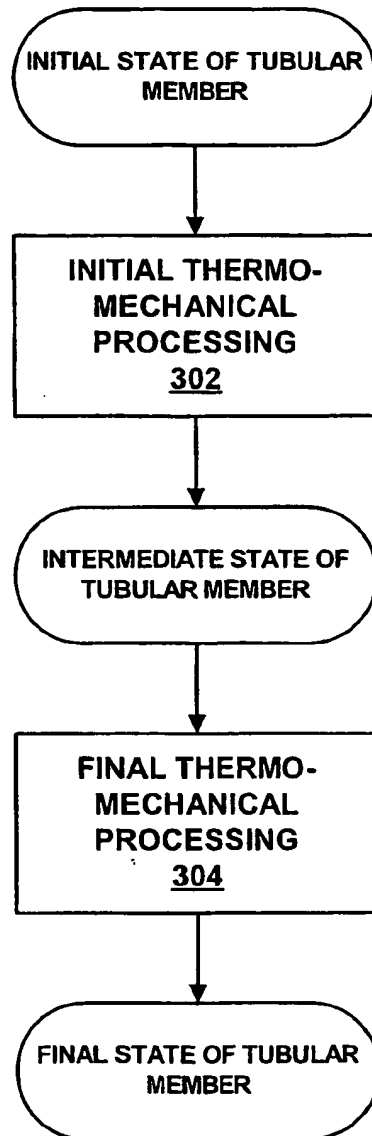 INITIAL STATE OF TUBULAR
MEMBER
INITIAL THERMO-
MECHANICAL
PROCESSING
302
INTERMEDIATE STATE OF
TUBULAR MEMBER
FINAL THERMO-
MECHANICAL
PROCESSING
304
FINAL STATE OF TUBULAR
MEMBER